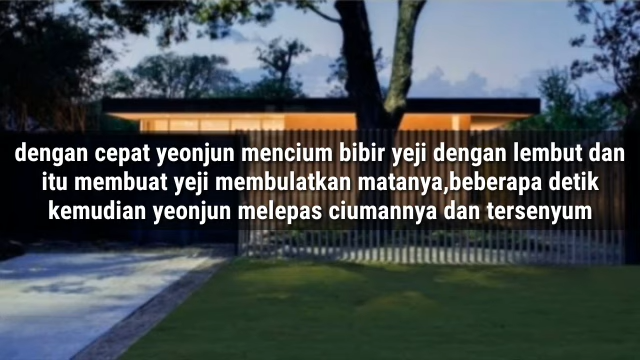 dengan cepat yeonjun mencium bibir yeji dengan lembut dan
itu membuat yeji membulatkan matanya,beberapa detik
kemudian yeonjun melepas ciumannya dan tersenyum